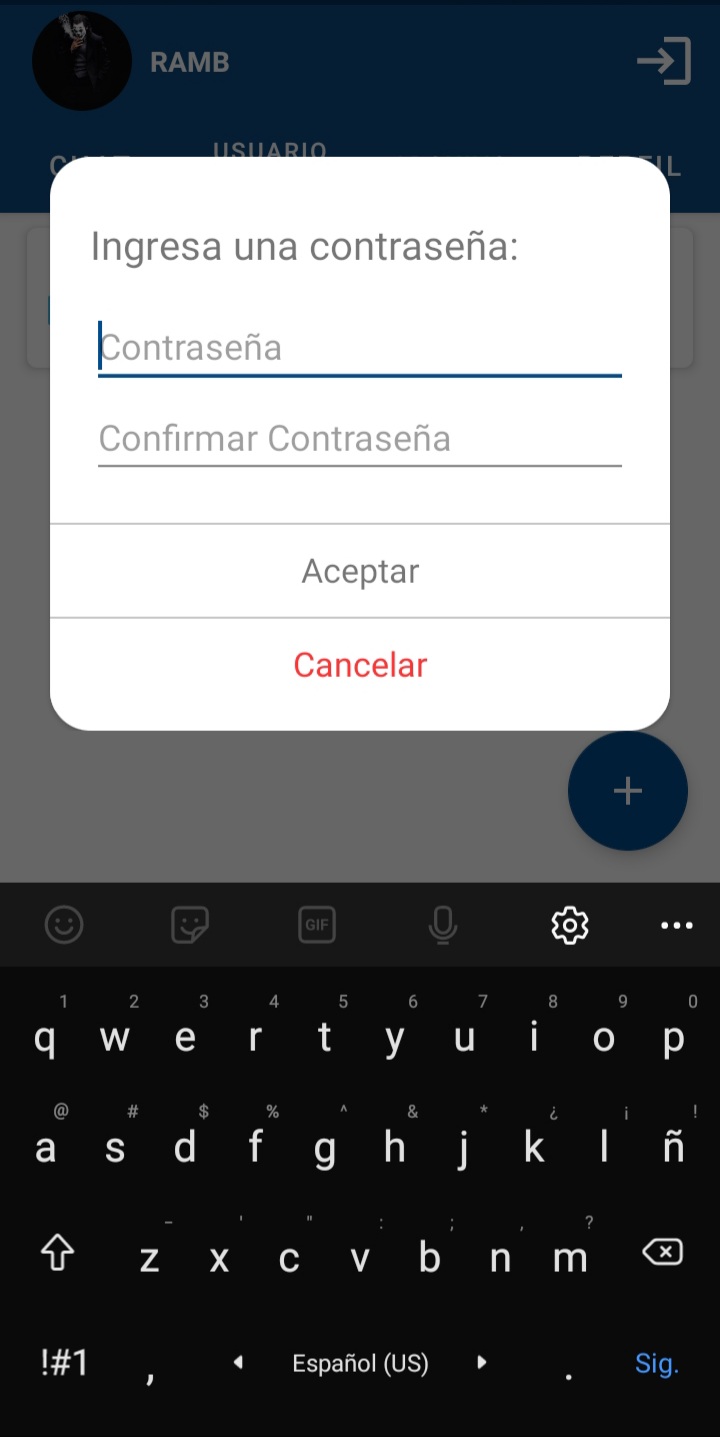 RAMB
USUARIO
Ingresa una contraseña:
Contraseña
Confirmar Contraseña
Aceptar
Cancelar
+
GIF
1 2 3 4 5 6 7 8 9 0
q w e r t y u i o p
@ # $ % ^ & * ¿ ¡ !
a s d f g h j k l ñ
- ' " : ; , ?
z x c v b n m
!#1 , Español (US) . Sig.